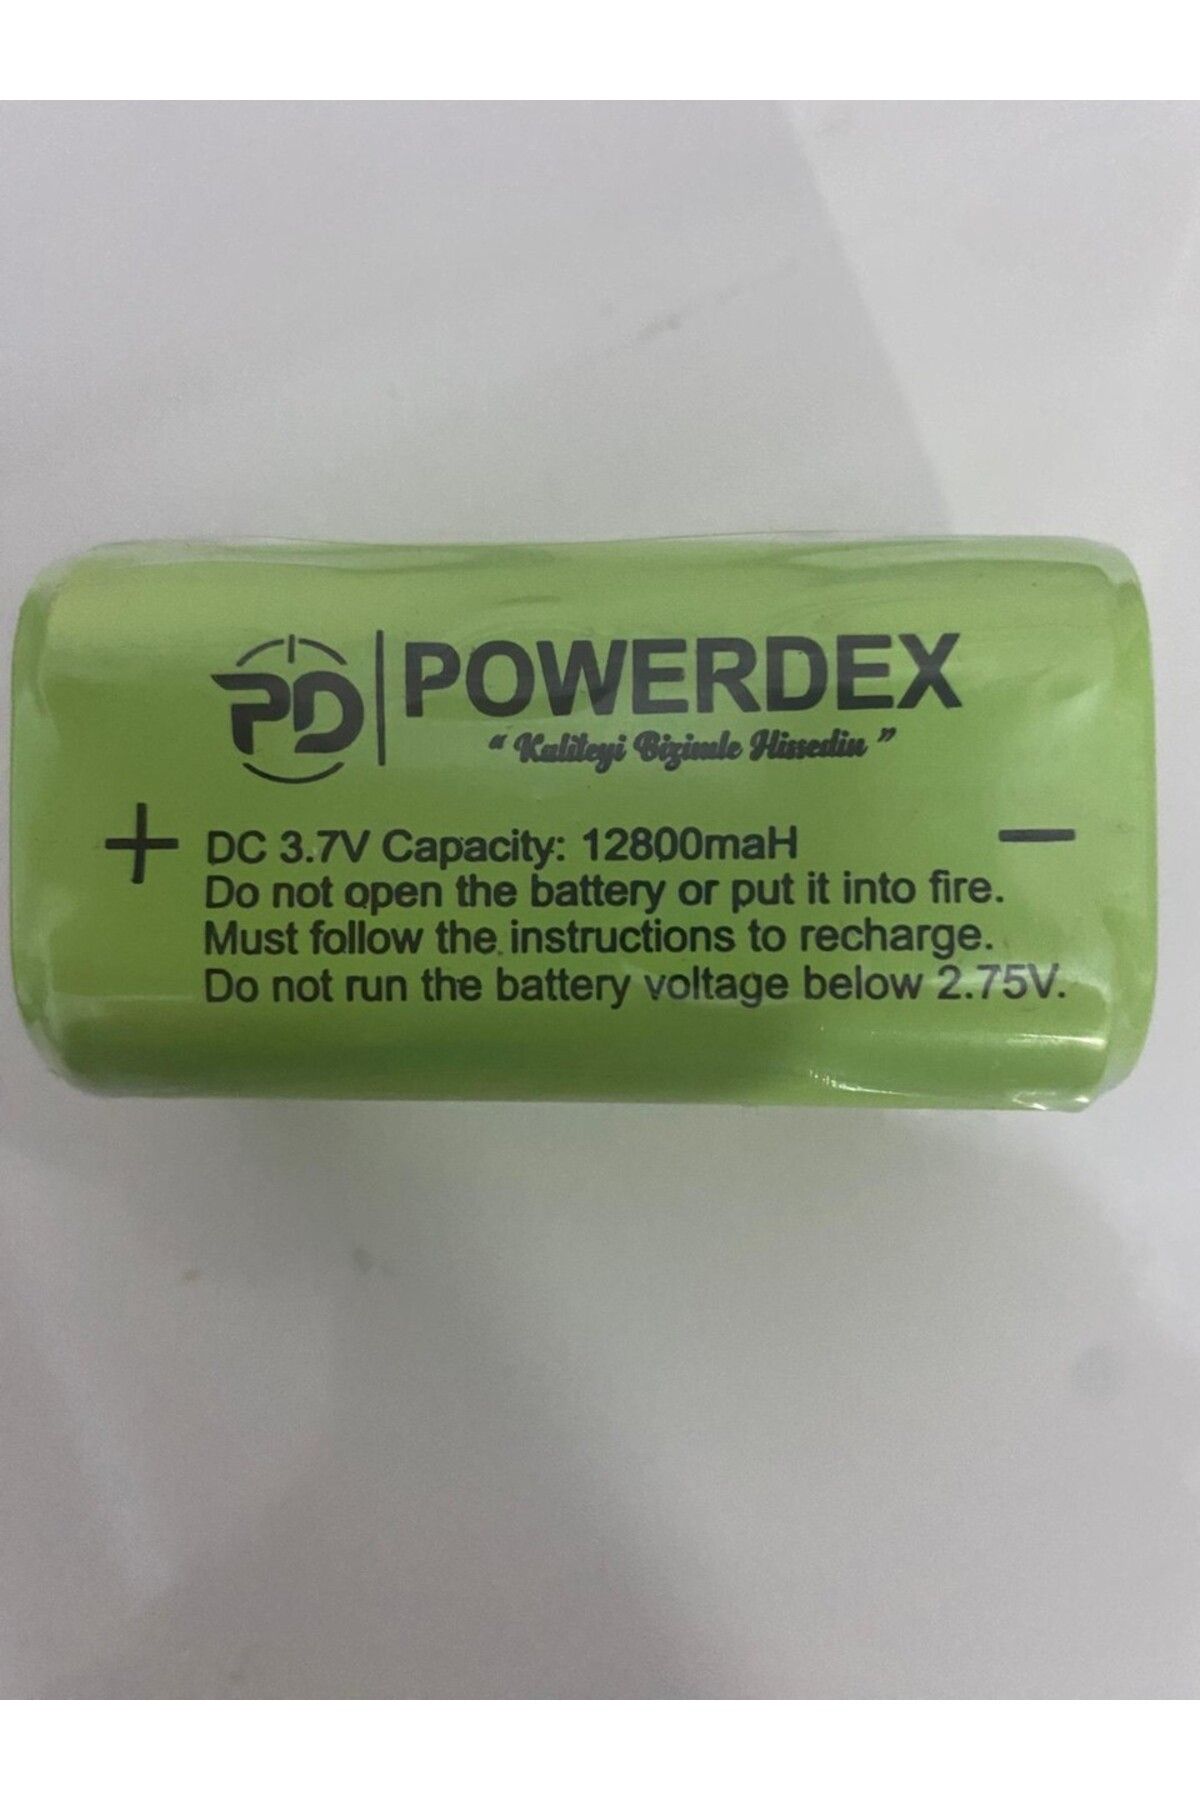 PD POWERDEX
“ Kaliteyi Bizimle Hissedin ”
+ DC 3.7V Capacity: 12800maH −
Do not open the battery or put it into fire.
Must follow the instructions to recharge.
Do not run the battery voltage below 2.75V.